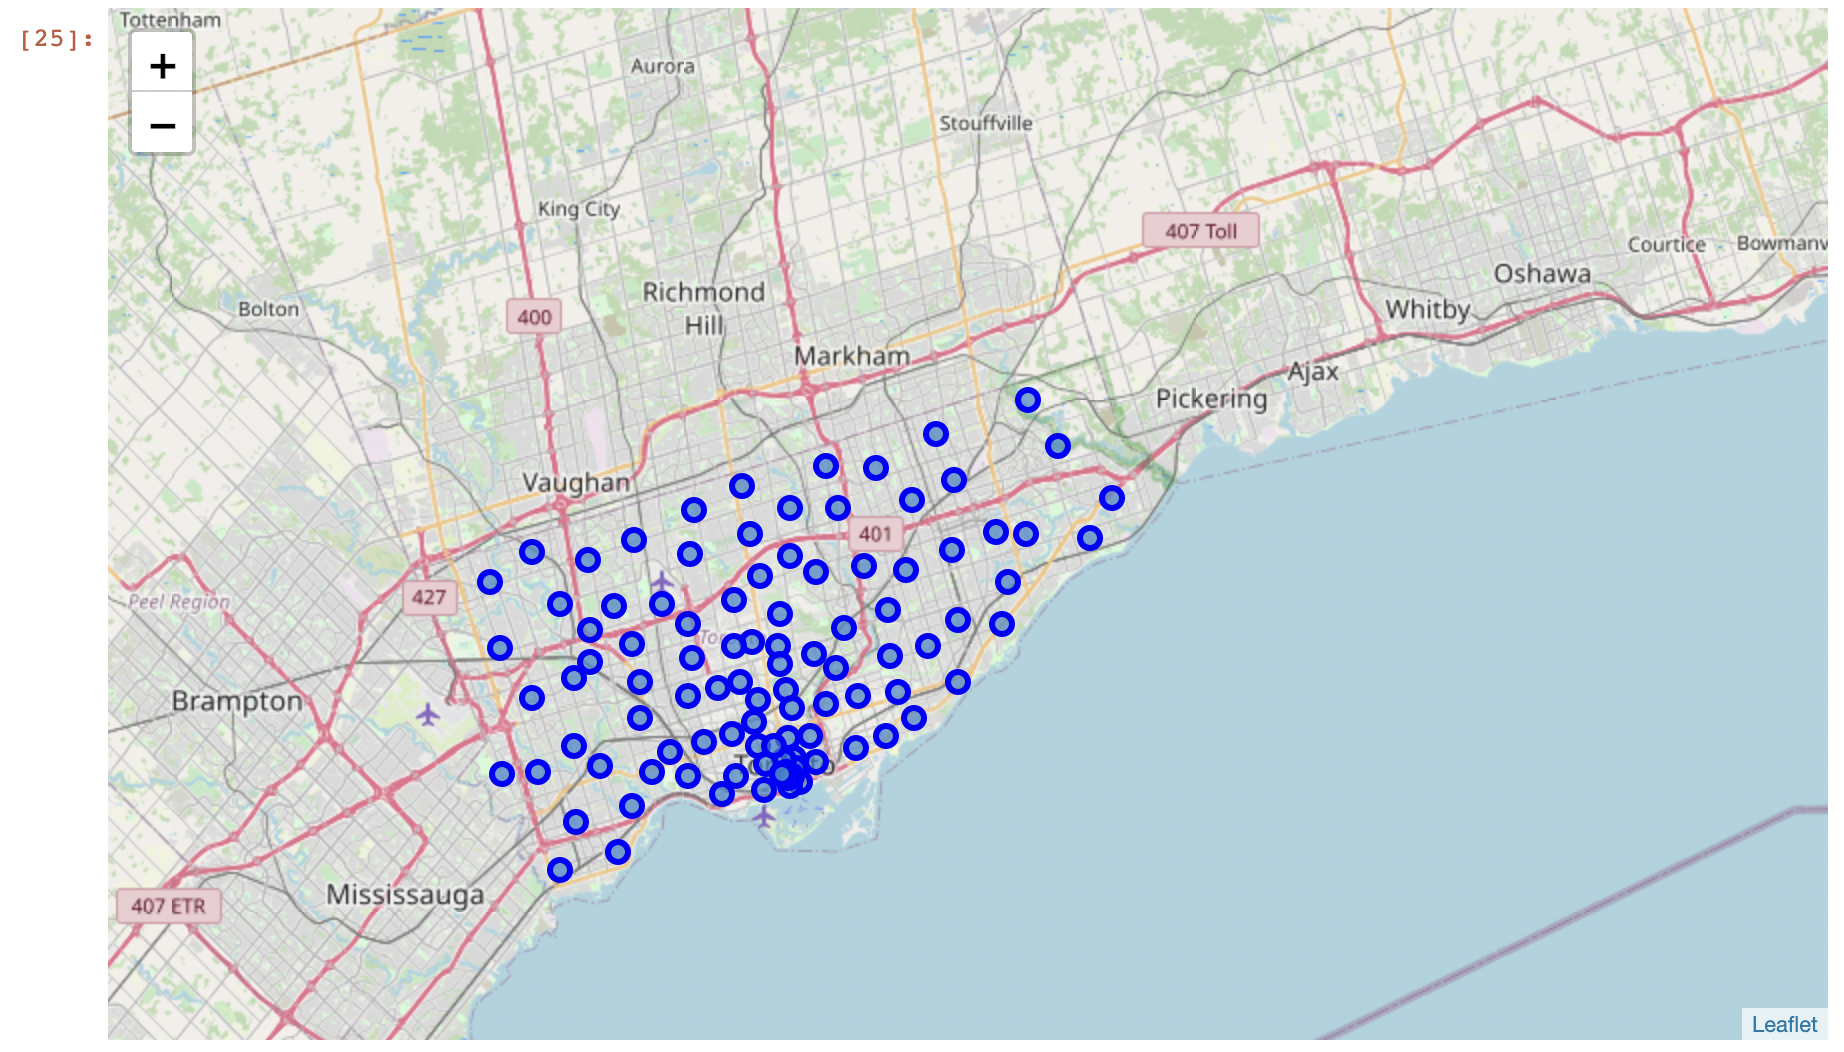 Tottenham
[25]:
+
Aurora
−
Stouffville
King City
407 Toll
Courtice
Bowmanv
Oshawa
Richmond
Hill
Bolton
400
Whitby
Markham
Ajax
Pickering
Vaughan
401
427
Peel Region
Brampton
Mississauga
407 ETR
Leaflet